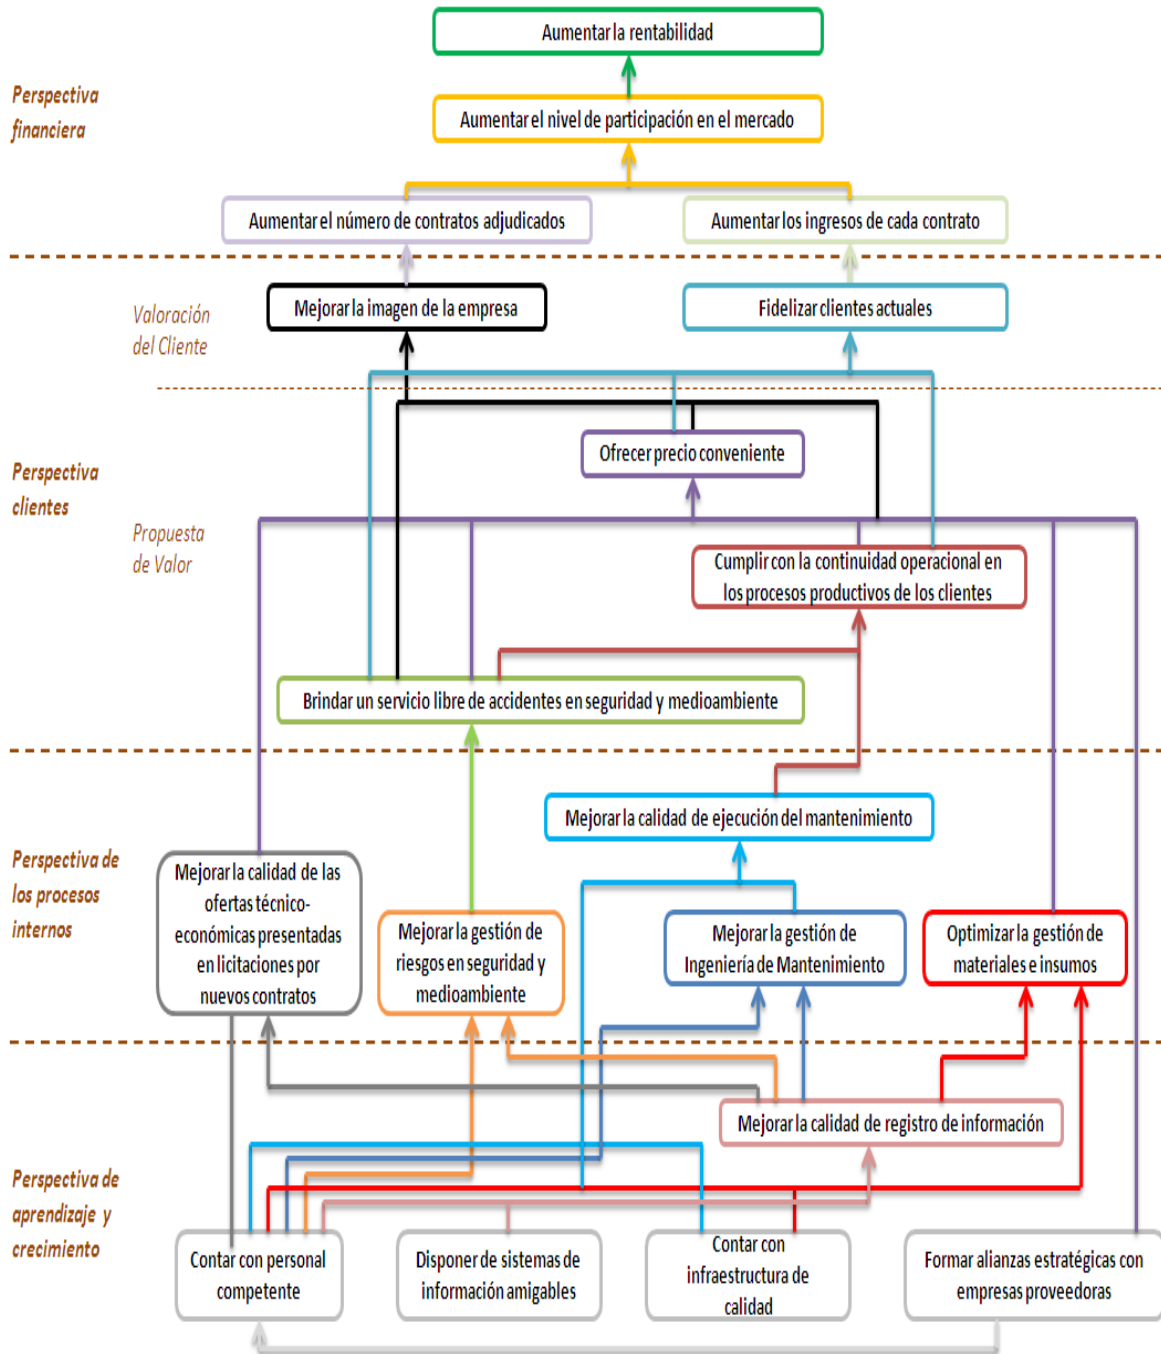 Aumentar la rentabilidad
Perspectiva
financiera
Aumentar el nivel de participación en el mercado
Aumentar el número de contratos adjudicados
Aumentar los ingresos de cada contrato
Valoración
del Cliente
Mejorar la imagen de la empresa
Fidelizar clientes actuales
Perspectiva
clientes
Ofrecer precio conveniente
Propuesta
de Valor
Cumplir con la continuidad operacional en
los procesos productivos de los clientes
Brindar un servicio libre de accidentes en seguridad y medioambiente
Mejorar la calidad de ejecución del mantenimiento
Perspectiva de
los procesos
internos
Mejorar la calidad de las
ofertas técnico-
económicas presentadas
en licitaciones por
nuevos contratos
Mejorar la gestión de
riesgos en seguridad y
medioambiente
Mejorar la gestión de
Ingeniería de Mantenimiento
Optimizar la gestión de
materiales e insumos
Mejorar la calidad de registro de información
Perspectiva de
aprendizaje y
crecimiento
Contar con personal
competente
Disponer de sistemas de
información amigables
Contar con
infraestructura de
calidad
Formar alianzas estratégicas con
empresas proveedoras